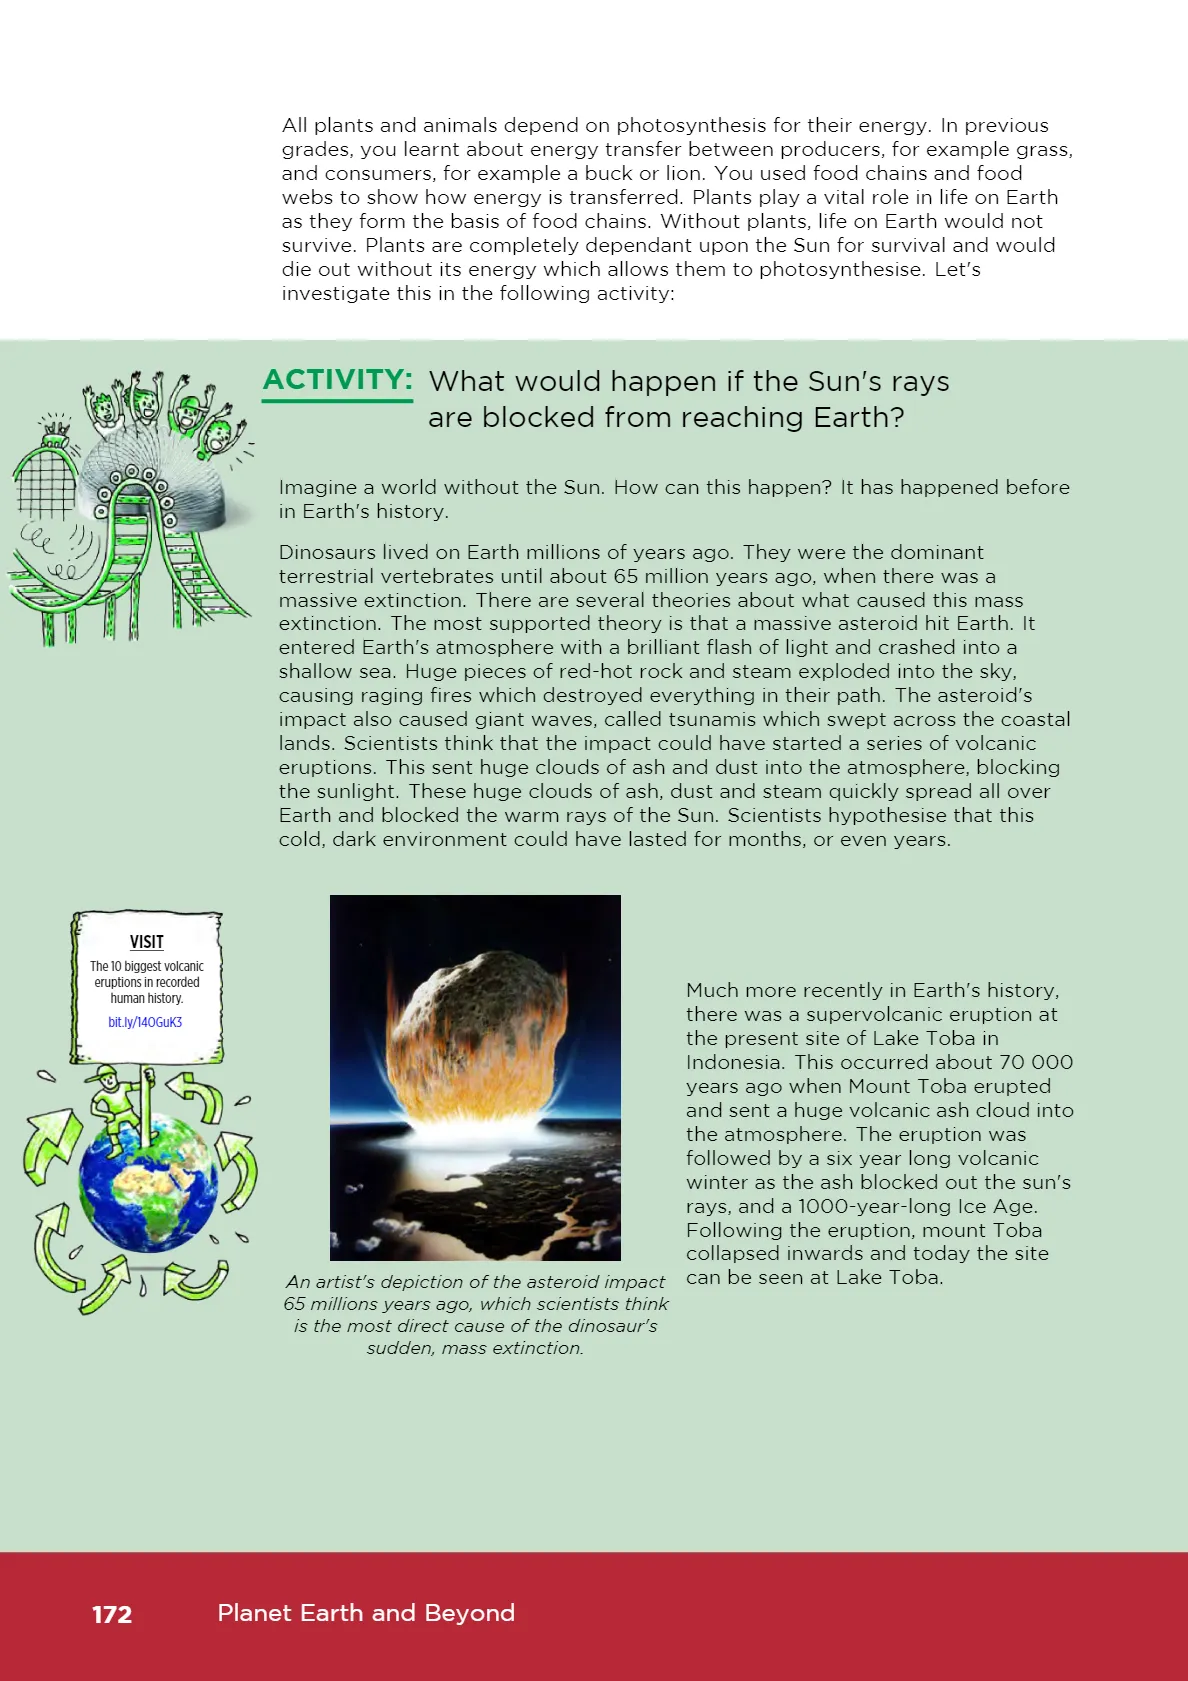 All plants and animals depend on photosynthesis for their energy. In previous
grades, you learnt about energy transfer between producers, for example grass,
and consumers, for example a buck or lion. You used food chains and food
webs to show how energy is transferred. Plants play a vital role in life on Earth
as they form the basis of food chains. Without plants, life on Earth would not
survive. Plants are completely dependant upon the Sun for survival and would
die out without its energy which allows them to photosynthesise. Let's
investigate this in the following activity:
ACTIVITY: What would happen if the Sun's rays
are blocked from reaching Earth?
Imagine a world without the Sun. How can this happen? It has happened before
in Earth's history.
Dinosaurs lived on Earth millions of years ago. They were the dominant
terrestrial vertebrates until about 65 million years ago, when there was a
massive extinction. There are several theories about what caused this mass
extinction. The most supported theory is that a massive asteroid hit Earth. It
entered Earth's atmosphere with a brilliant flash of light and crashed into a
shallow sea. Huge pieces of red-hot rock and steam exploded into the sky,
causing raging fires which destroyed everything in their path. The asteroid's
impact also caused giant waves, called tsunamis which swept across the coastal
lands. Scientists think that the impact could have started a series of volcanic
eruptions. This sent huge clouds of ash and dust into the atmosphere, blocking
the sunlight. These huge clouds of ash, dust and steam quickly spread all over
Earth and blocked the warm rays of the Sun. Scientists hypothesise that this
cold, dark environment could have lasted for months, or even years.
VISIT
The 10 biggest volcanic
eruptions in recorded
human history.
bit.ly/14OGuK3
An artist's depiction of the asteroid impact
65 millions years ago, which scientists think
is the most direct cause of the dinosaur's
sudden, mass extinction.
Much more recently in Earth's history,
there was a supervolcanic eruption at
the present site of Lake Toba in
Indonesia. This occurred about 70 000
years ago when Mount Toba erupted
and sent a huge volcanic ash cloud into
the atmosphere. The eruption was
followed by a six year long volcanic
winter as the ash blocked out the sun's
rays, and a 1000-year-long Ice Age.
Following the eruption, mount Toba
collapsed inwards and today the site
can be seen at Lake Toba.
172 Planet Earth and Beyond